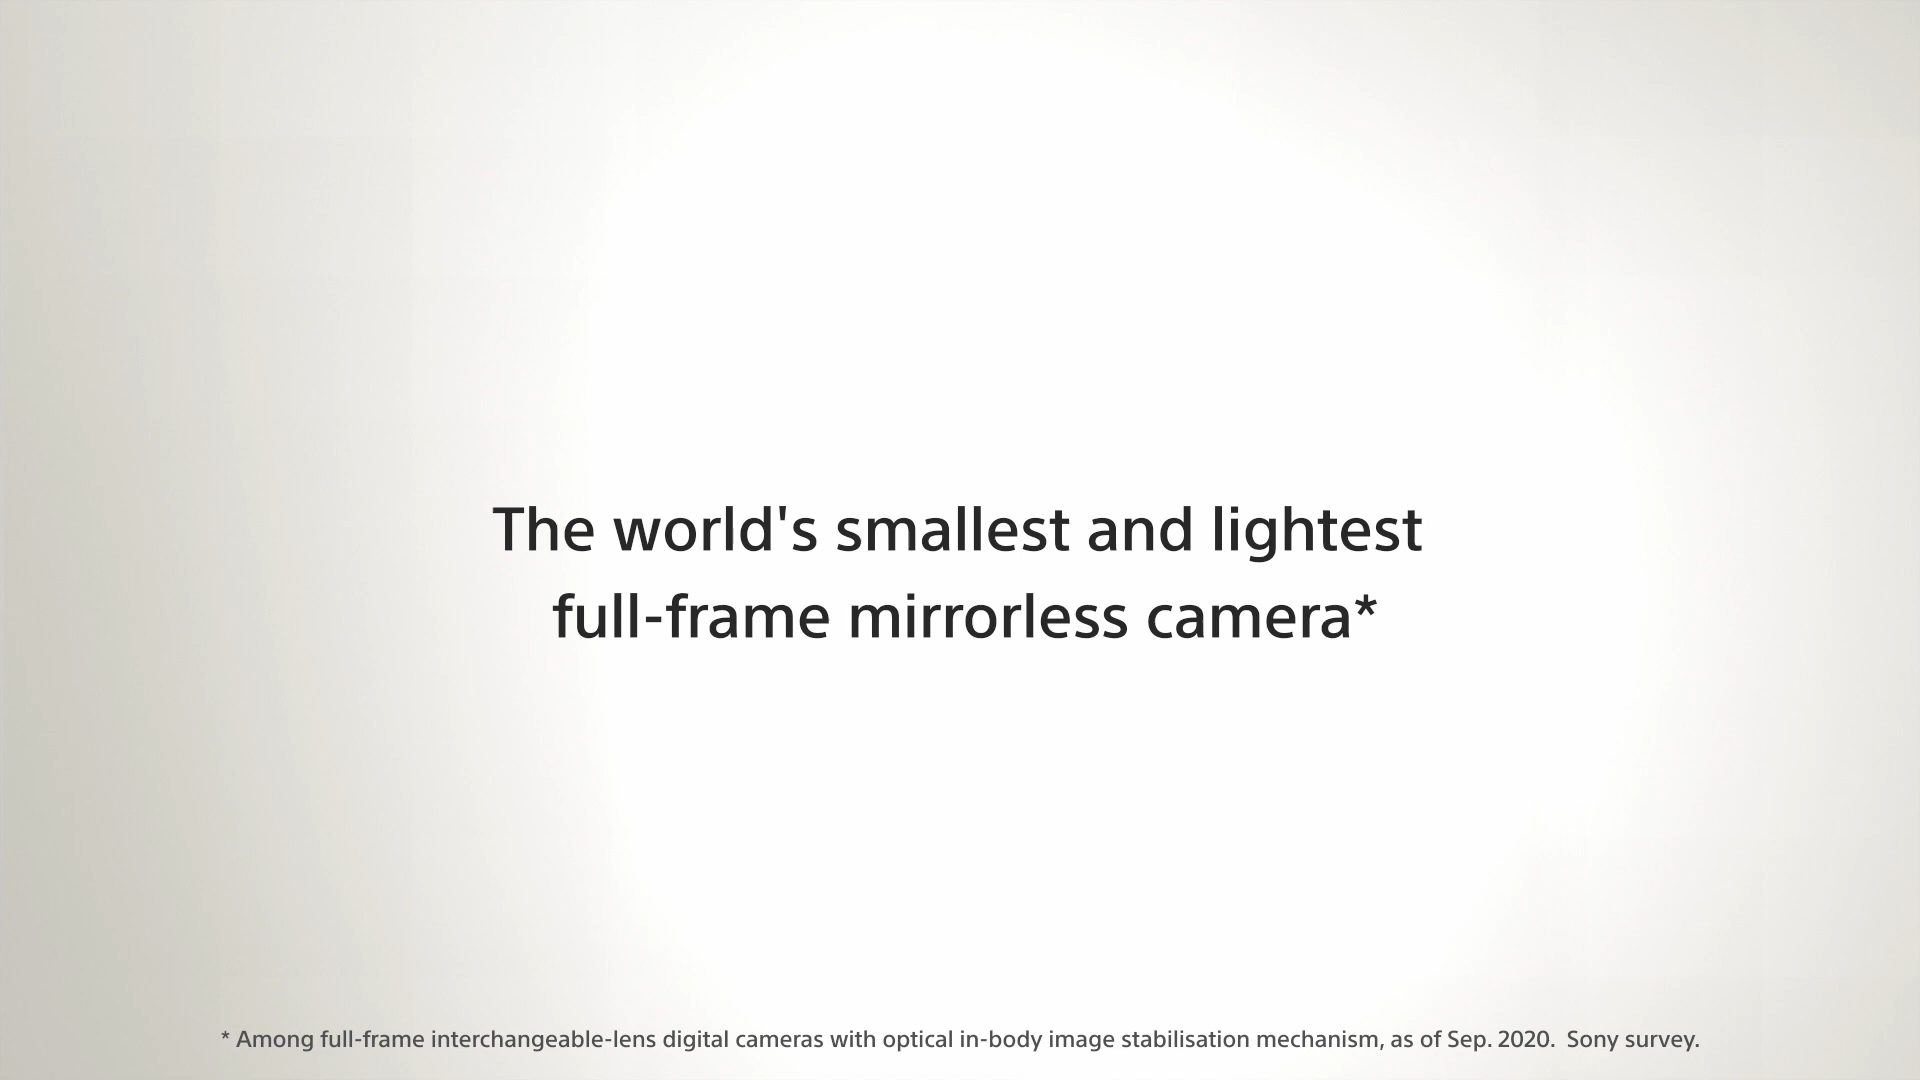 The world's smallest and lightest
full-frame mirrorless camera*
* Among full-frame interchangeable-lens digital cameras with optical in-body image stabilisation mechanism, as of Sep. 2020. Sony survey.